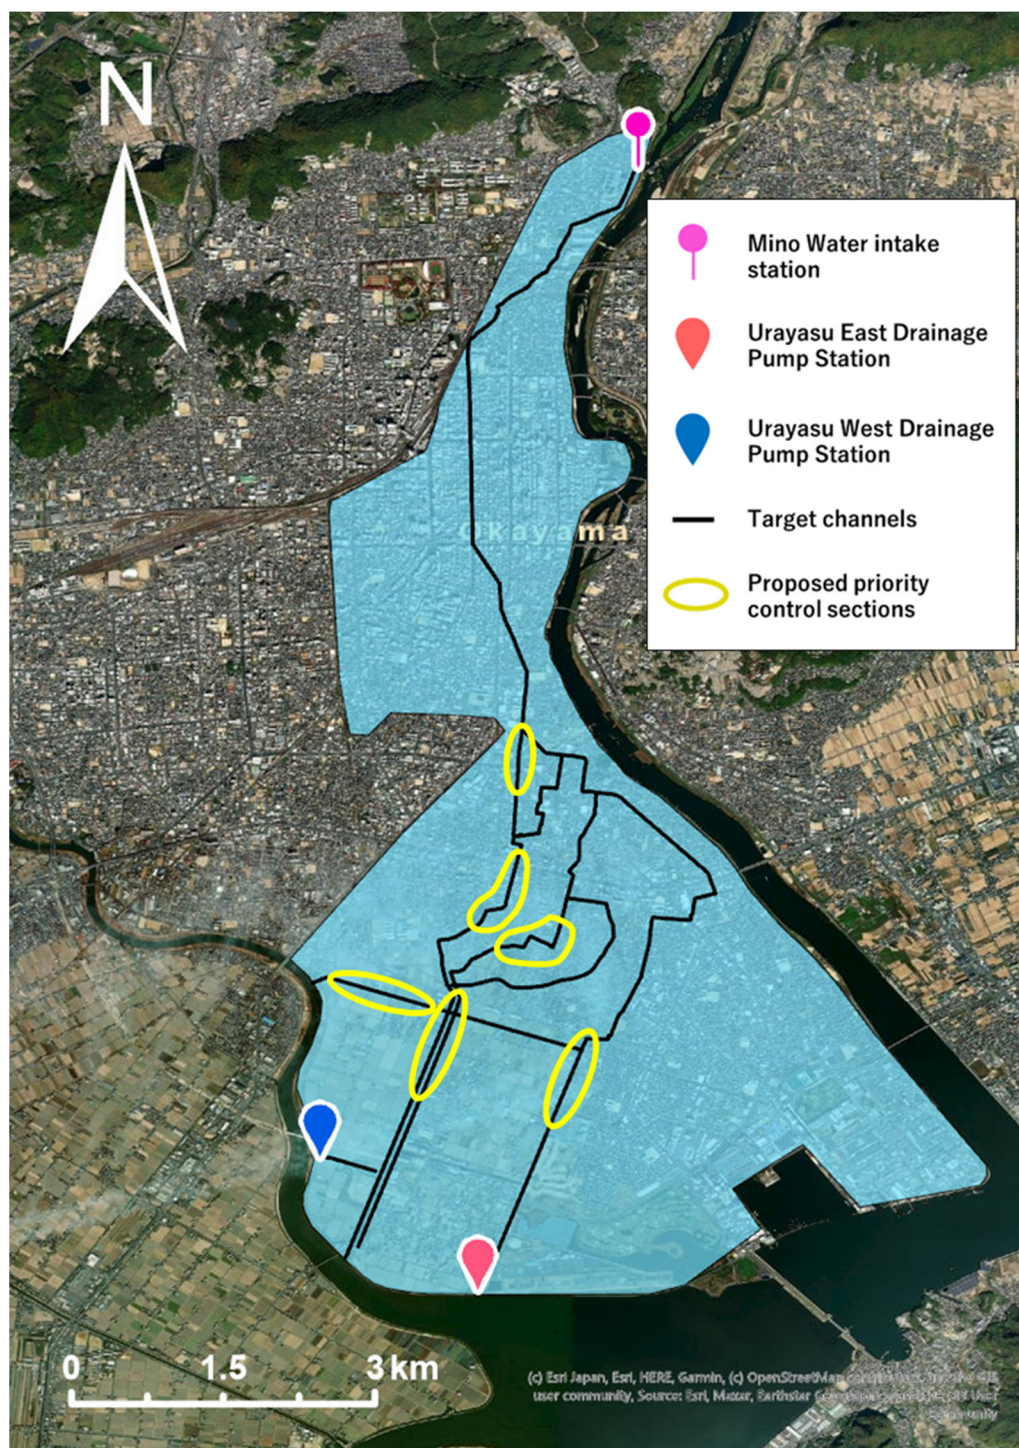 N
Mino Water intake
station
Urayasu East Drainage
Pump Station
Urayasu West Drainage
Pump Station
Target channels
Proposed priority
control sections
Okayama
0 1.5 3 km
(c) Esri Japan, Esri, HERE, Garmin, (c) OpenStreetMap
user community, Source: Esri, Maxar, Earthstar